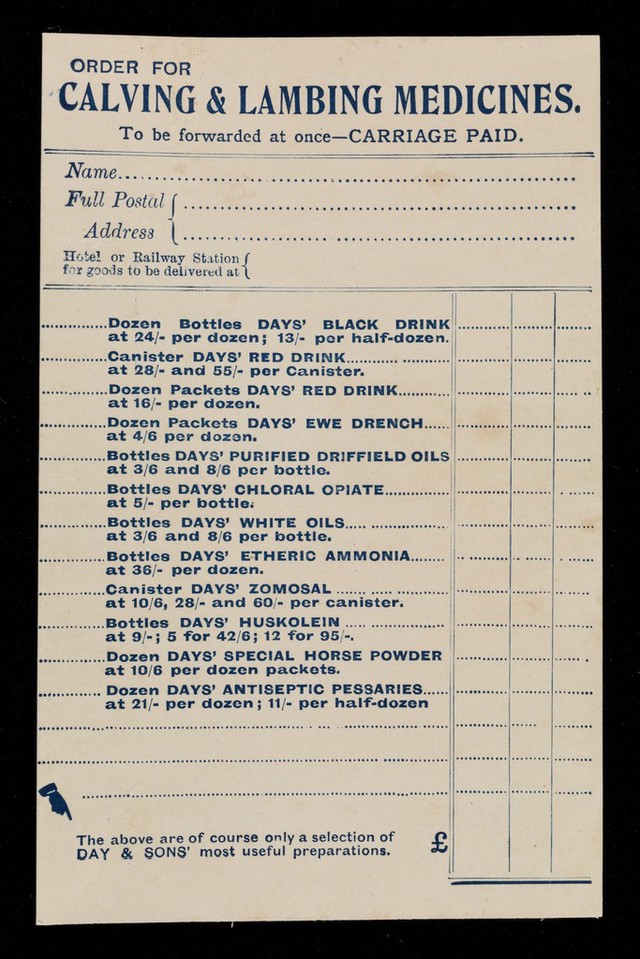 ORDER FOR
CALVING & LAMBING MEDICINES.
To be forwarded at once—CARRIAGE PAID.
Name
Full Postal
Address
Hotel or Railway Station
for goods to be delivered at
Dozen Bottles DAYS' BLACK DRINK
at 24/- per dozen; 13/- per half-dozen.
Canister DAYS' RED DRINK
at 28/- and 55/- per Canister.
Dozen Packets DAYS' RED DRINK
at 16/- per dozen.
Dozen Packets DAYS' EWE DRENCH
at 4/6 per dozen.
Bottles DAYS' PURIFIED DRIFFIELD OILS
at 3/6 and 8/6 per bottle.
Bottles DAYS' CHLORAL OPIATE
at 5/- per bottle.
Bottles DAYS' WHITE OILS
at 3/6 and 8/6 per bottle.
Bottles DAYS' ETHERIC AMMONIA
at 36/- per dozen.
Canister DAYS' ZOMOSAL
at 10/6, 28/- and 60/- per canister.
Bottles DAYS' HUSKOLEIN
at 9/-; 5 for 42/6; 12 for 95/-.
Dozen DAYS' SPECIAL HORSE POWDER
at 10/6 per dozen packets.
Dozen DAYS' ANTISEPTIC PESSARIES
at 21/- per dozen; 11/- per half-dozen
The above are of course only a selection of
DAY & SONS' most useful preparations.
£